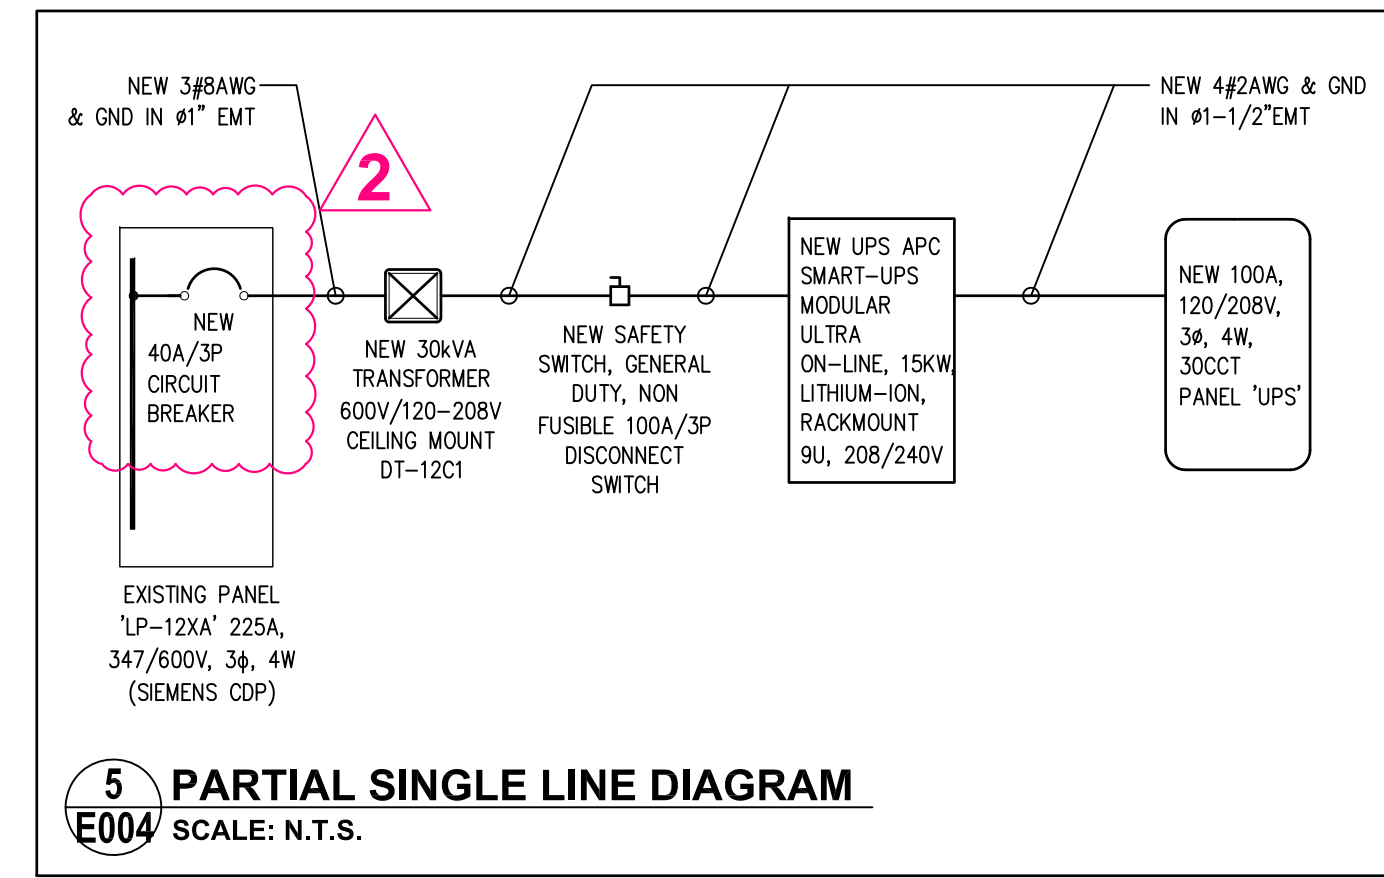 NEW 3#8AWG
& GND IN ø1” EMT
2
NEW 4#2AWG & GND
IN ø1-1/2”EMT
NEW
40A/3P
CIRCUIT
BREAKER
NEW 30kVA
TRANSFORMER
600V/120-208V
CEILING MOUNT
DT-12C1
NEW SAFETY
SWITCH, GENERAL
DUTY, NON
FUSIBLE 100A/3P
DISCONNECT
SWITCH
NEW UPS APC
SMART-UPS
MODULAR
ULTRA
ON-LINE, 15KW,
LITHIUM-ION,
RACKMOUNT
9U, 208/240V
NEW 100A,
120/208V,
3ø, 4W,
30CCT
PANEL 'UPS'
EXISTING PANEL
'LP-12XA' 225A,
347/600V, 3ϕ, 4W
(SIEMENS CDP)
5
E004
PARTIAL SINGLE LINE DIAGRAM
SCALE: N.T.S.